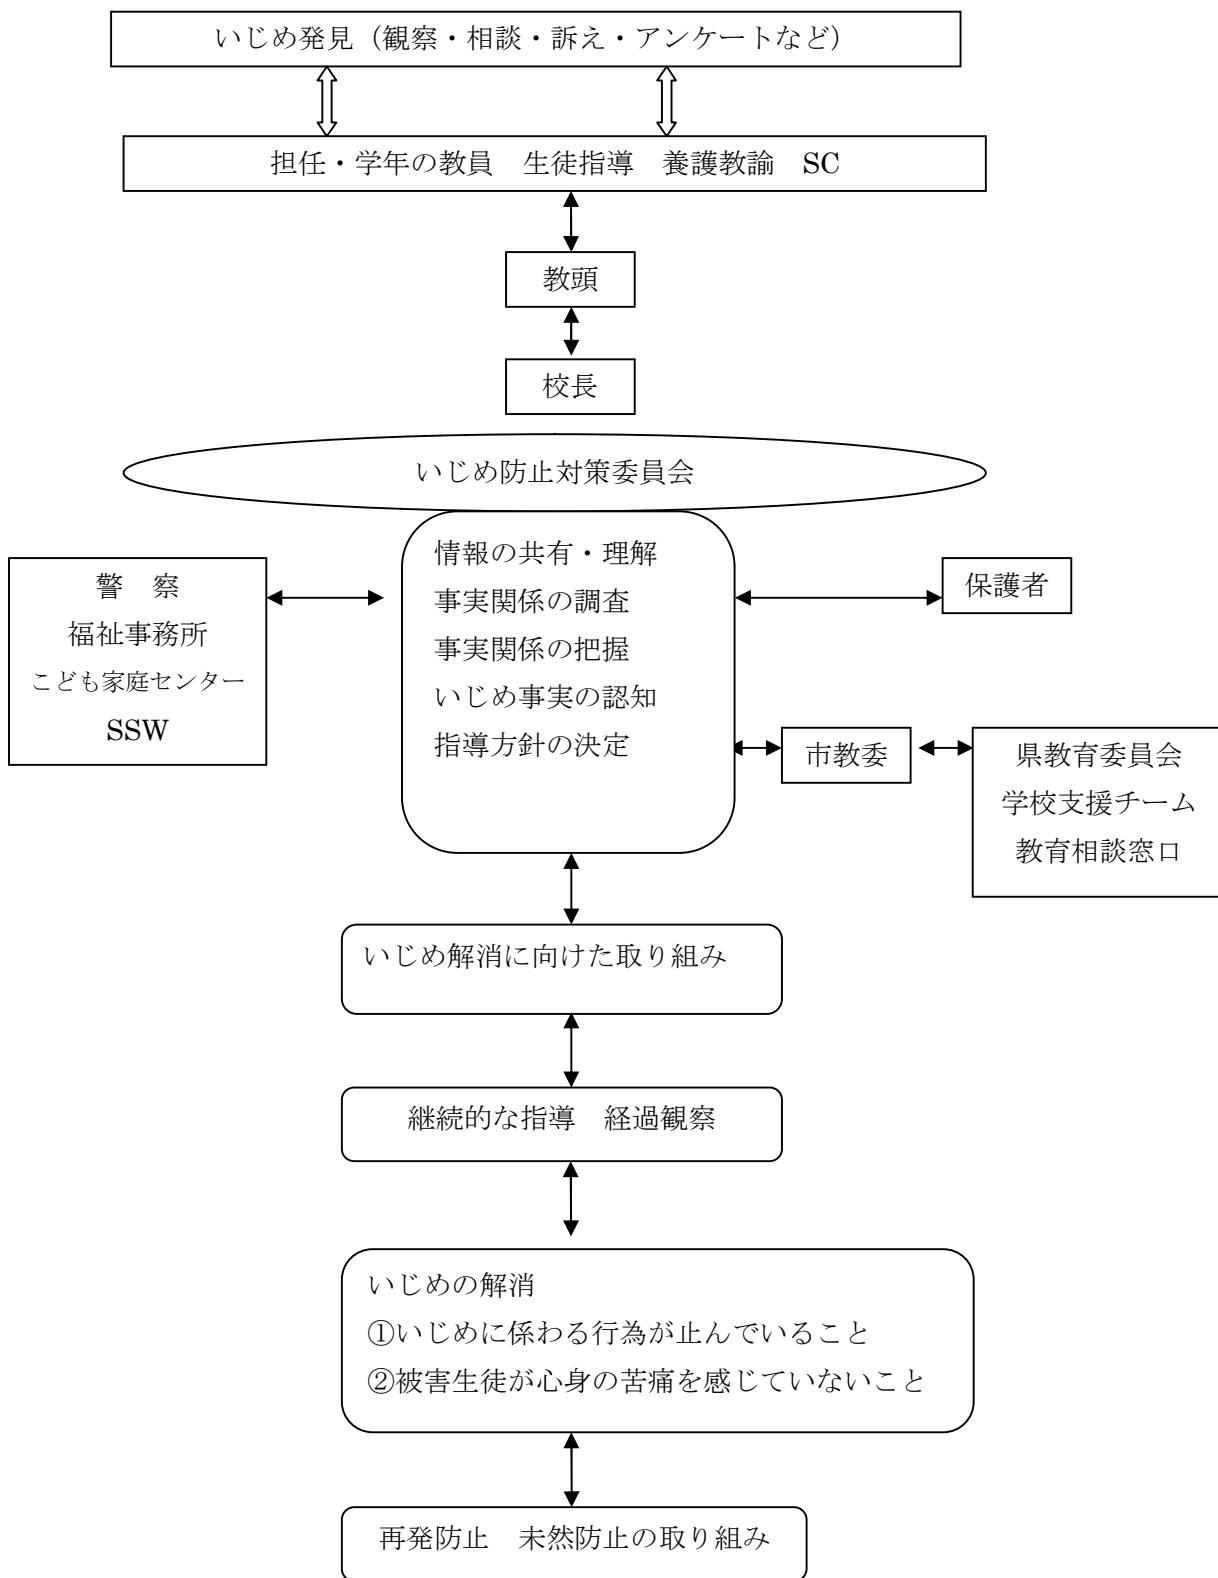 いじめ発見（観察・相談・訴え・アンケートなど）
担任・学年の教員　生徒指導　養護教諭　SC
教頭
校長
いじめ防止対策委員会
情報の共有・理解
事実関係の調査
事実関係の把握
いじめ事実の認知
指導方針の決定
警　察
福祉事務所
こども家庭センター
SSW
保護者
市教委
県教育委員会
学校支援チーム
教育相談窓口
いじめ解消に向けた取り組み
継続的な指導　経過観察
いじめの解消
①いじめに係わる行為が止んでいること
②被害生徒が心身の苦痛を感じていないこと
再発防止　未然防止の取り組み